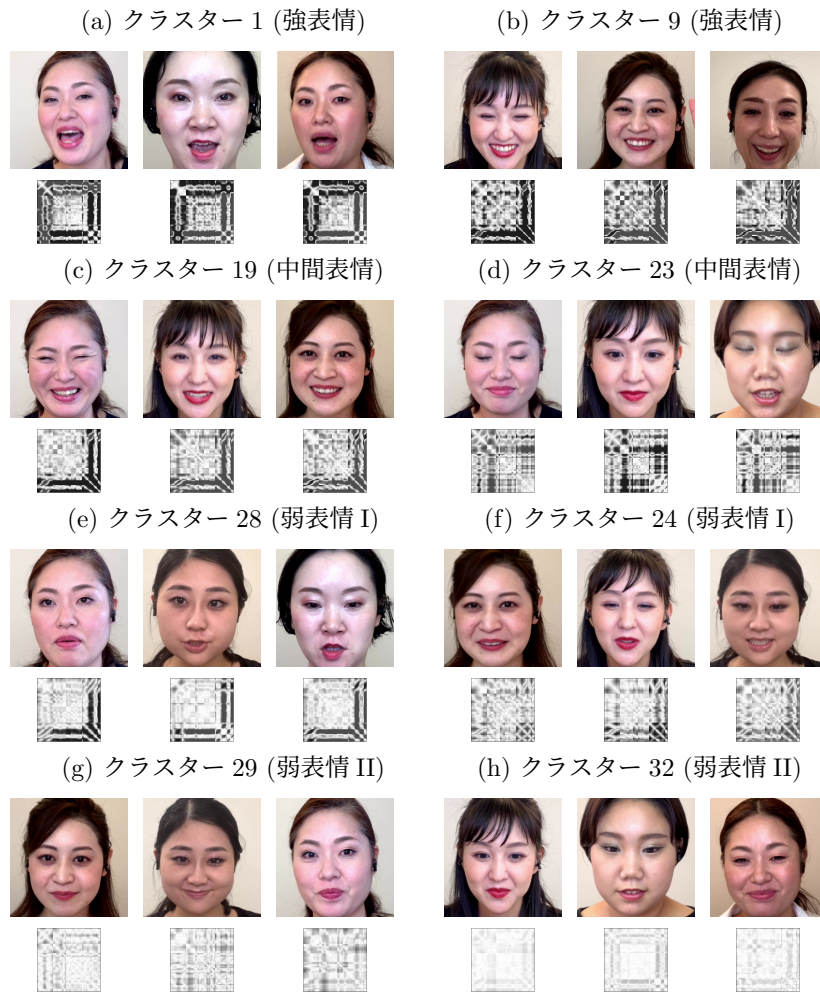 (a) クラスター 1 (強表情)
(b) クラスター 9 (強表情)
(c) クラスター 19 (中間表情)
(d) クラスター 23 (中間表情)
(e) クラスター 28 (弱表情 I)
(f) クラスター 24 (弱表情 I)
(g) クラスター 29 (弱表情 II)
(h) クラスター 32 (弱表情 II)